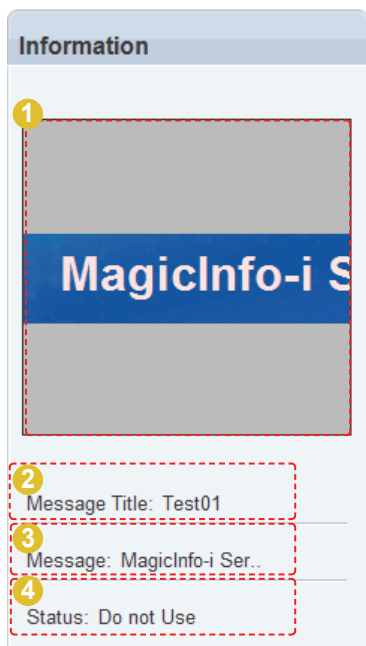 Information
1
MagicInfo-i S
2
Message Title: Test01
3
Message: MagicInfo-i Ser..
4
Status: Do not Use